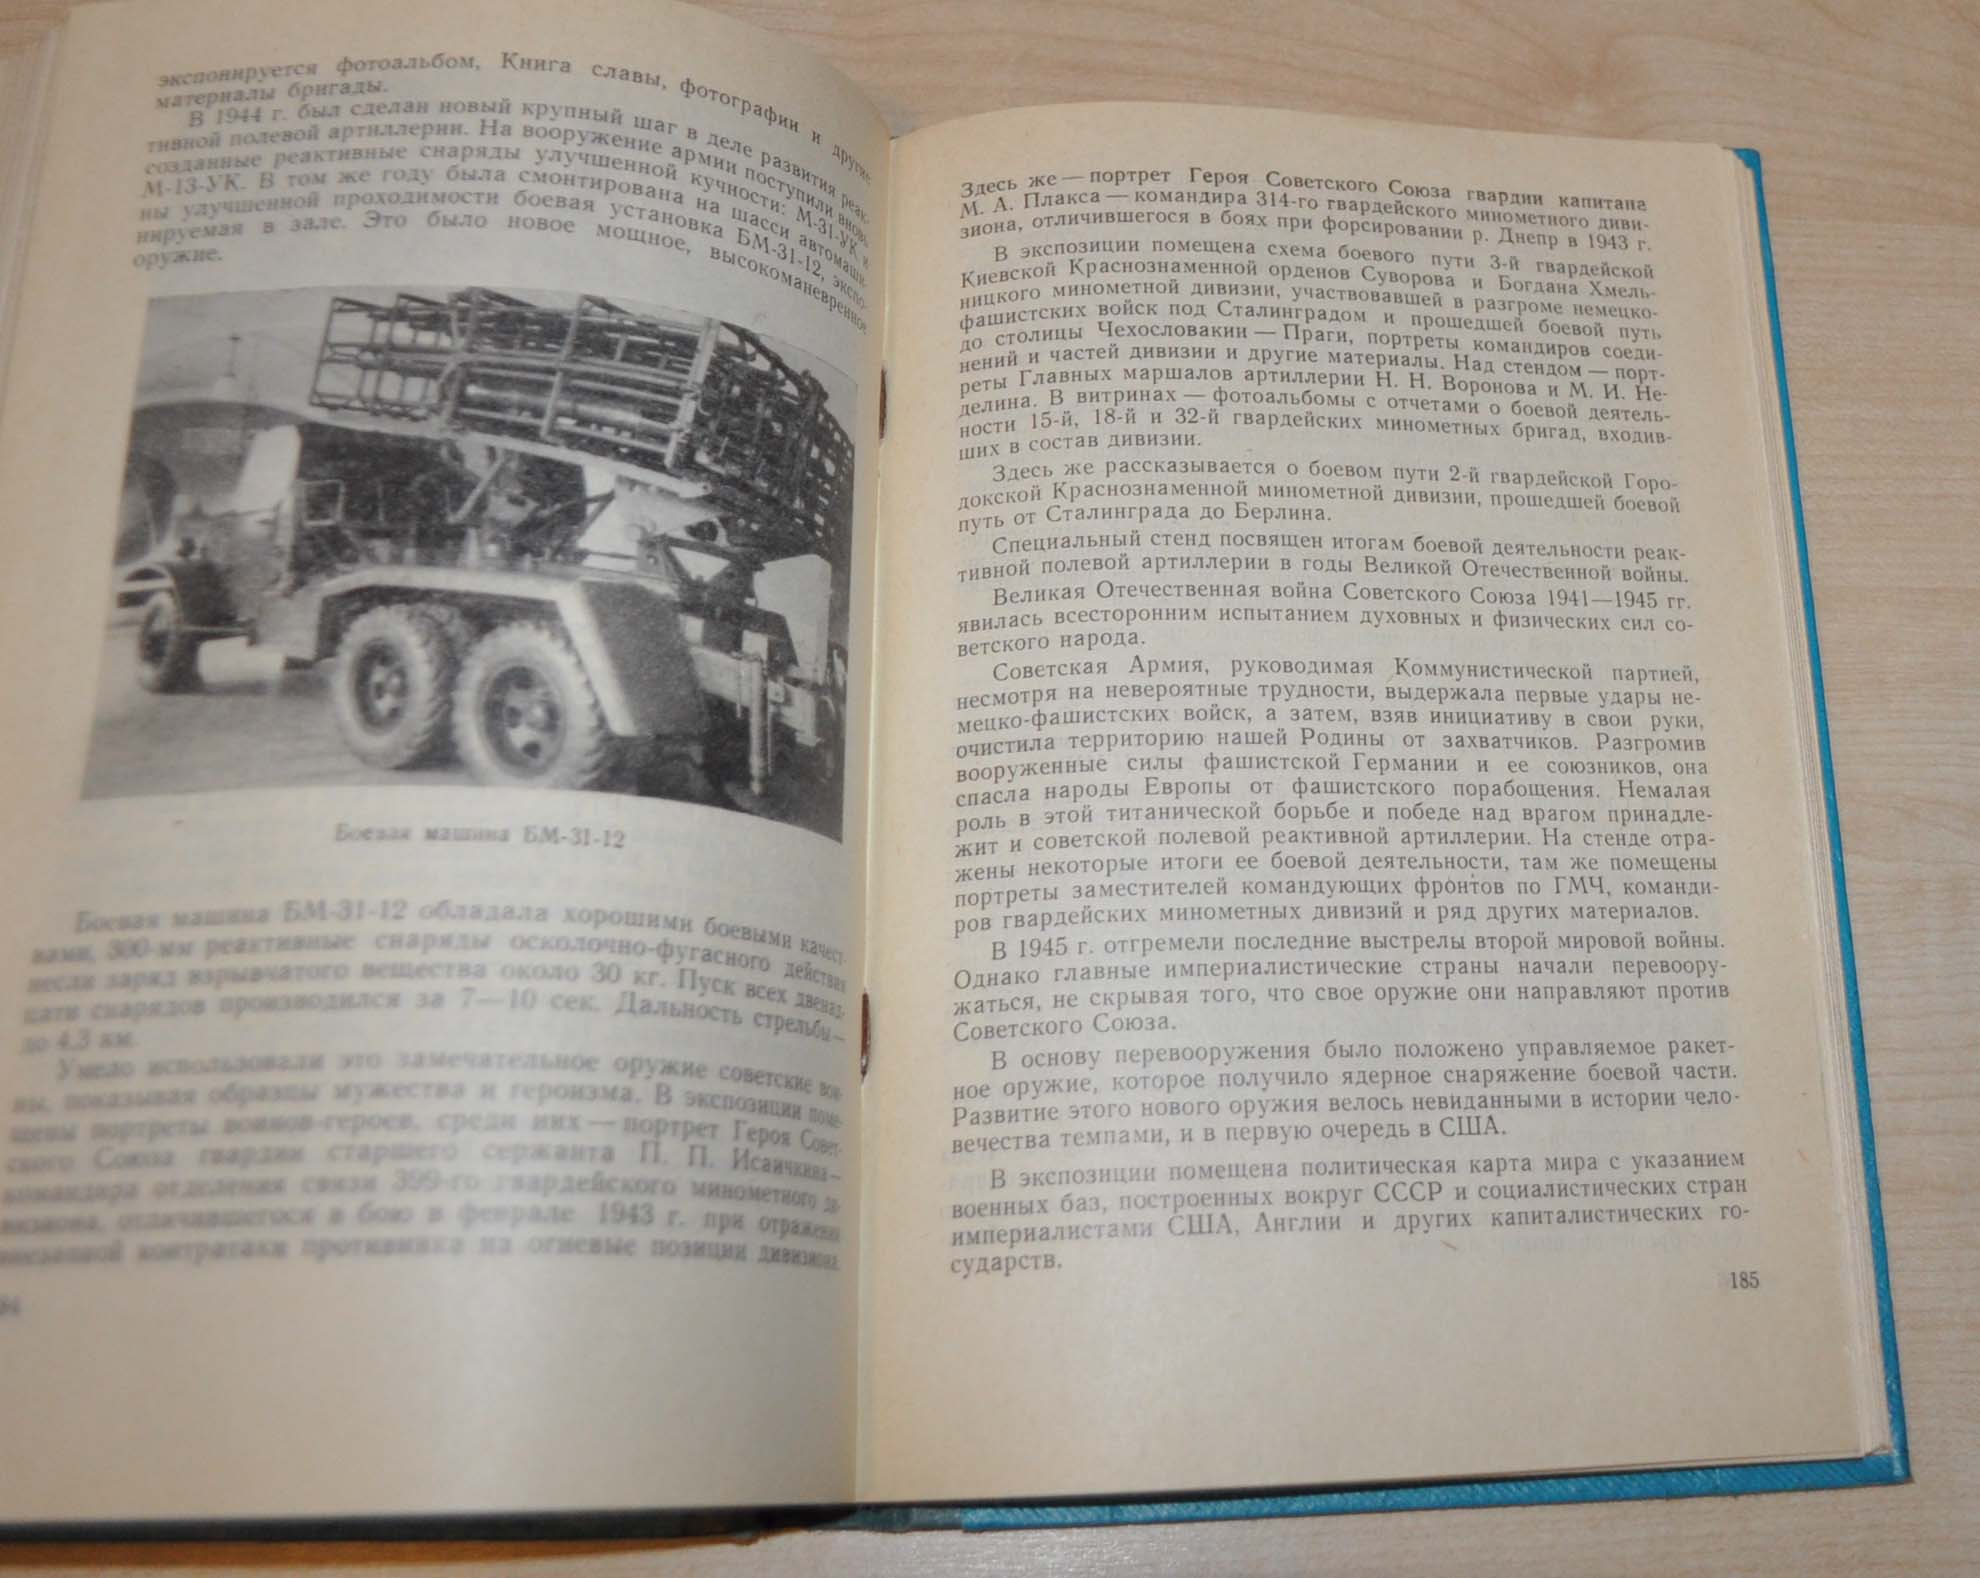 экспонируется фотоальбом, Книга славы, фотографии и другие
материалы бригады.
В 1944 г. был сделан новый крупный шаг в деле развития реак-
тивной полевой артиллерии. На вооружение армии поступили вновь
созданные реактивные снаряды улучшенной кучности: М-31-УК и
М-13-УК. В том же году была смонтирована на шасси автомаши-
ны улучшенной проходимости боевая установка БМ-31-12, экспо-
нируемая в зале. Это было новое мощное, высокоманевренное
оружие.
Боевая машина БМ-31-12
Боевая машина БМ-31-12 обладала хорошими боевыми качест-
вами, 300-мм реактивные снаряды осколочно-фугасного действия
несли заряд взрывчатого вещества около 30 кг. Пуск всех двенад-
цати снарядов производился за 7—10 сек. Дальность стрельбы —
до 4,3 км.
Умело использовали это замечательное оружие советские вои-
ны, показывая образцы мужества и героизма. В экспозиции поме-
щены портреты воинов-героев, среди них — портрет Героя Совет-
ского Союза гвардии старшего сержанта П. П. Исаичкина —
командира отделения связи 399-го гвардейского минометного ди-
визиона, отличившегося в бою в феврале 1943 г. при отражении
внезапной контратаки противника на огневые позиции дивизиона.
84
Здесь же — портрет Героя Советского Союза гвардии капитана
М. А. Плакса — командира 314-го гвардейского минометного диви-
зиона, отличившегося в боях при форсировании р. Днепр в 1943 г.
В экспозиции помещена схема боевого пути 3-й гвардейской
Киевской Краснознаменной орденов Суворова и Богдана Хмель-
ницкого минометной дивизии, участвовавшей в разгроме немецко-
фашистских войск под Сталинградом и прошедшей боевой путь
до столицы Чехословакии — Праги, портреты командиров соеди-
нений и частей дивизии и другие материалы. Над стендом — порт-
реты Главных маршалов артиллерии Н. Н. Воронова и М. И. Не-
делина. В витринах — фотоальбомы с отчетами о боевой деятель-
ности 15-й, 18-й и 32-й гвардейских минометных бригад, входив-
ших в состав дивизии.
Здесь же рассказывается о боевом пути 2-й гвардейской Горо-
докской Краснознаменной минометной дивизии, прошедшей боевой
путь от Сталинграда до Берлина.
Специальный стенд посвящен итогам боевой деятельности реак-
тивной полевой артиллерии в годы Великой Отечественной войны.
Великая Отечественная война Советского Союза 1941—1945 гг.
явилась всесторонним испытанием духовных и физических сил со-
ветского народа.
Советская Армия, руководимая Коммунистической партией,
несмотря на невероятные трудности, выдержала первые удары не-
мецко-фашистских войск, а затем, взяв инициативу в свои руки,
очистила территорию нашей Родины от захватчиков. Разгромив
вооруженные силы фашистской Германии и ее союзников, она
спасла народы Европы от фашистского порабощения. Немалая
роль в этой титанической борьбе и победе над врагом принадле-
жит и советской полевой реактивной артиллерии. На стенде отра-
жены некоторые итоги ее боевой деятельности, там же помещены
портреты заместителей командующих фронтов по ГМЧ, команди-
ров гвардейских минометных дивизий и ряд других материалов.
В 1945 г. отгремели последние выстрелы второй мировой войны.
Однако главные империалистические страны начали перевоору-
жаться, не скрывая того, что свое оружие они направляют против
Советского Союза.
В основу перевооружения было положено управляемое ракет-
ное оружие, которое получило ядерное снаряжение боевой части.
Развитие этого нового оружия велось невиданными в истории чело-
вечества темпами, и в первую очередь в США.
В экспозиции помещена политическая карта мира с указанием
военных баз, построенных вокруг СССР и социалистических стран
империалистами США, Англии и других капиталистических го-
сударств.
185